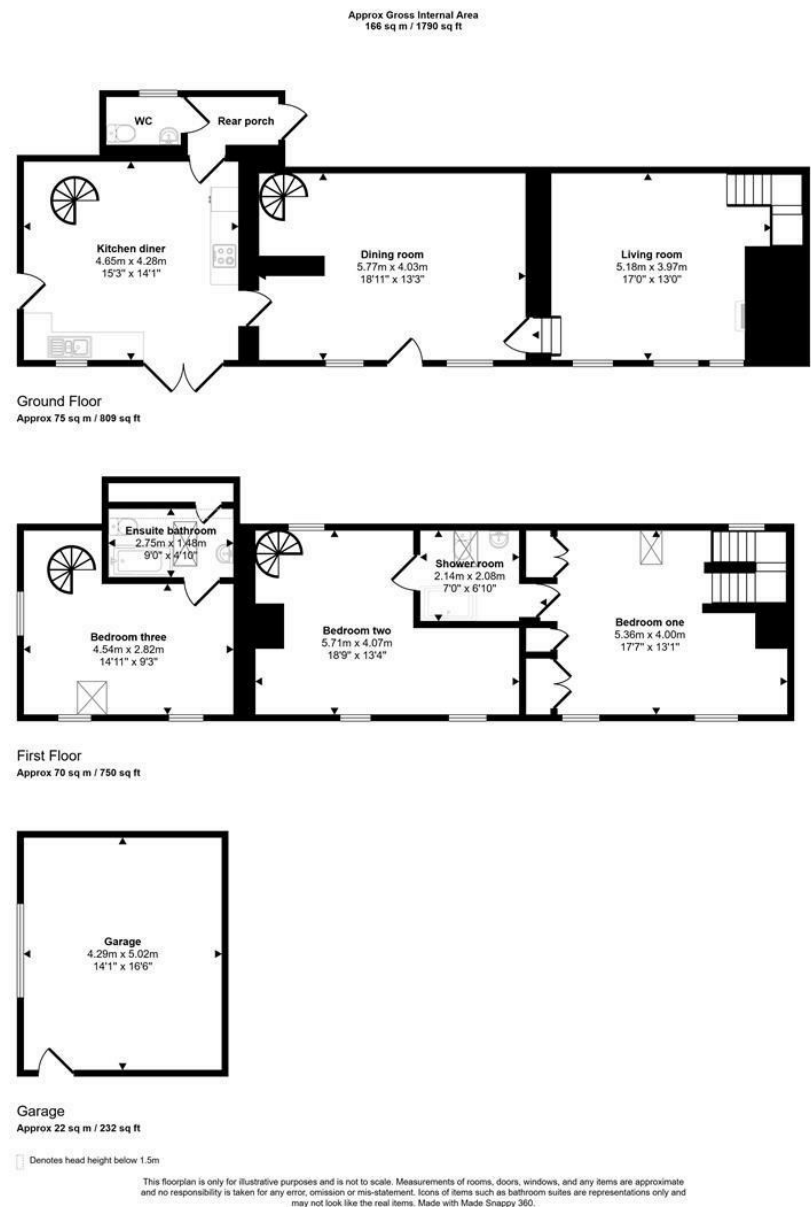 Approx Gross Internal Area
166 sq m / 1790 sq ft
WC
Rear porch
Kitchen diner
4.65m x 4.28m
15'3" x 14'1"
Dining room
5.77m x 4.03m
18'11" x 13'3"
Living room
5.18m x 3.97m
17'0" x 13'0"
Ground Floor
Approx 75 sq m / 809 sq ft
Ensuite bathroom
2.75m x 1.48m
9'0" x 4'10"
Shower room
2.14m x 2.08m
7'0" x 6'10"
Bedroom three
4.54m x 2.82m
14'11" x 9'3"
Bedroom two
5.71m x 4.07m
18'9" x 13'4"
Bedroom one
5.36m x 4.00m
17'7" x 13'1"
First Floor
Approx 70 sq m / 750 sq ft
Garage
4.29m x 5.02m
14'1" x 16'6"
Garage
Approx 22 sq m / 232 sq ft
Denotes head height below 1.5m
This floorplan is only for illustrative purposes and is not to scale. Measurements of rooms, doors, windows, and any items are approximate
and no responsibility is taken for any error, omission or mis-statement. Icons of items such as bathroom suites are representations only and
may not look like the real items. Made with Made Snappy 360.